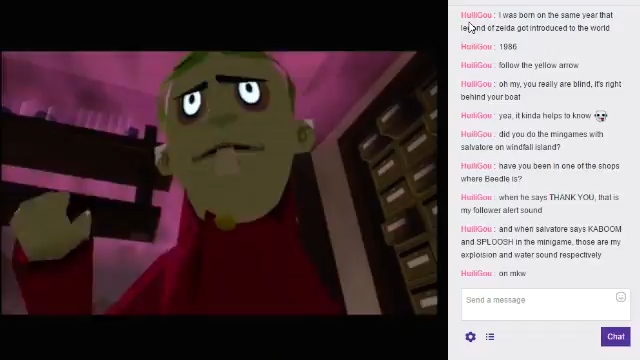 HuliGou : I was born on the same year that
legend of zelda got introduced to the world
HuliGou : 1986
HuliGou : follow the yellow arrow
HuliGou : oh my, you really are blind, it's right
behind your boat
HuliGou : yea, it kinda helps to know
HuliGou : did you do the mingames with
salvatore on windfall island?
HuliGou : have you been in one of the shops
where Beedle is?
HuliGou : when he says THANK YOU, that is
my follower alert sound
HuliGou : and when salvatore says KABOOM
and SPLOOSH in the minigame, those are my
exploision and water sound respectively
HuliGou : on mkw
Send a message
Chat